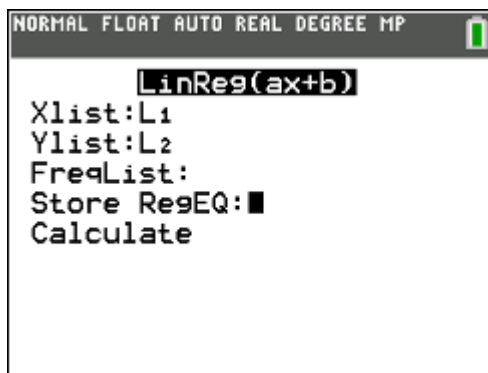 NORMAL FLOAT AUTO REAL DEGREE MP
LinReg(ax+b)
Xlist:L₁
Ylist:L₂
FreqList:
Store RegEQ:
Calculate